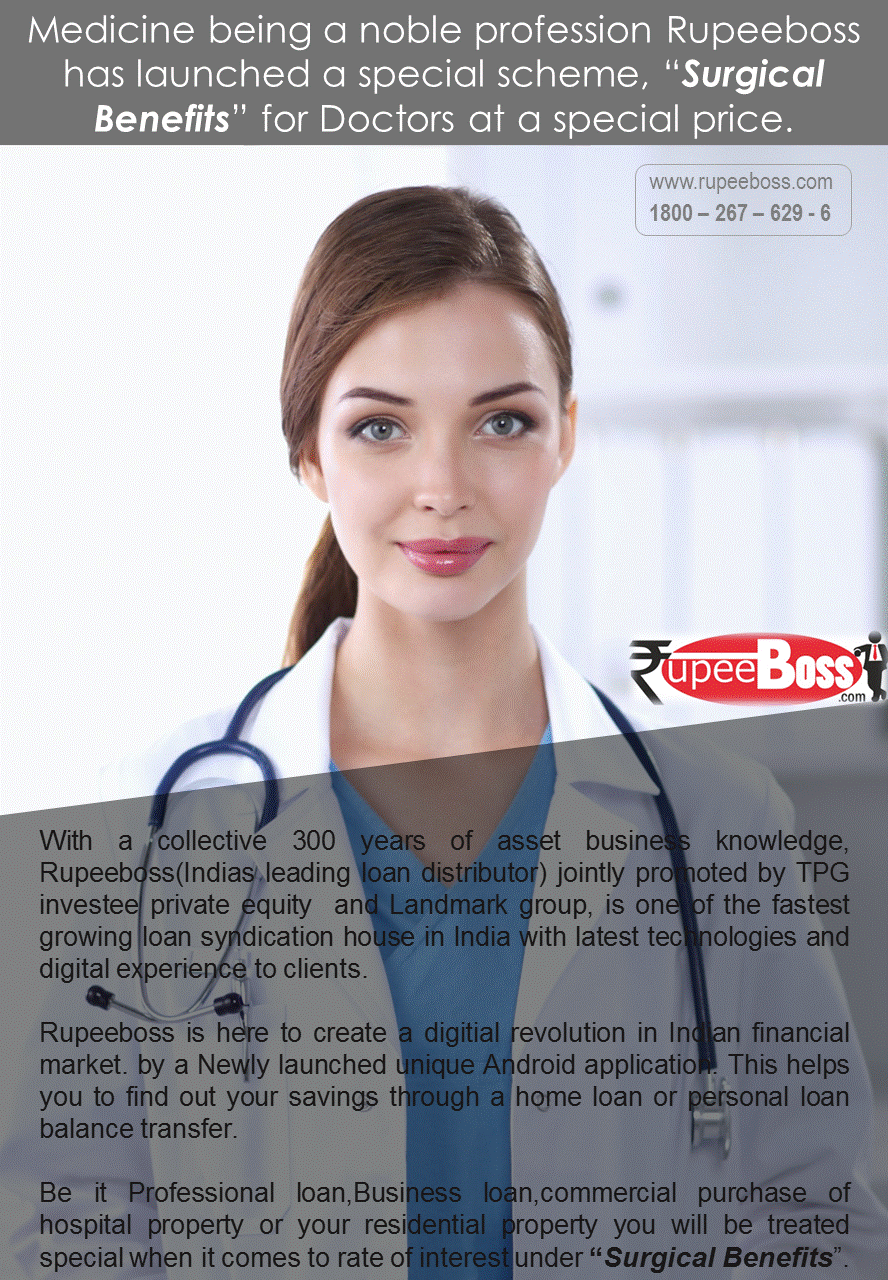 Medicine being a noble profession Rupeeboss
has launched a special scheme, “Surgical
Benefits” for Doctors at a special price.
www.rupeeboss.com
1800 – 267 – 629 - 6
₹upeeBoss
.com
With a collective 300 years of asset business knowledge,
Rupeeboss(Indias leading loan distributor) jointly promoted by TPG
investee private equity and Landmark group, is one of the fastest
growing loan syndication house in India with latest technologies and
digital experience to clients.
Rupeeboss is here to create a digitial revolution in Indian financial
market. by a Newly launched unique Android application. This helps
you to find out your savings through a home loan or personal loan
balance transfer.
Be it Professional loan,Business loan,commercial purchase of
hospital property or your residential property you will be treated
special when it comes to rate of interest under “Surgical Benefits”.